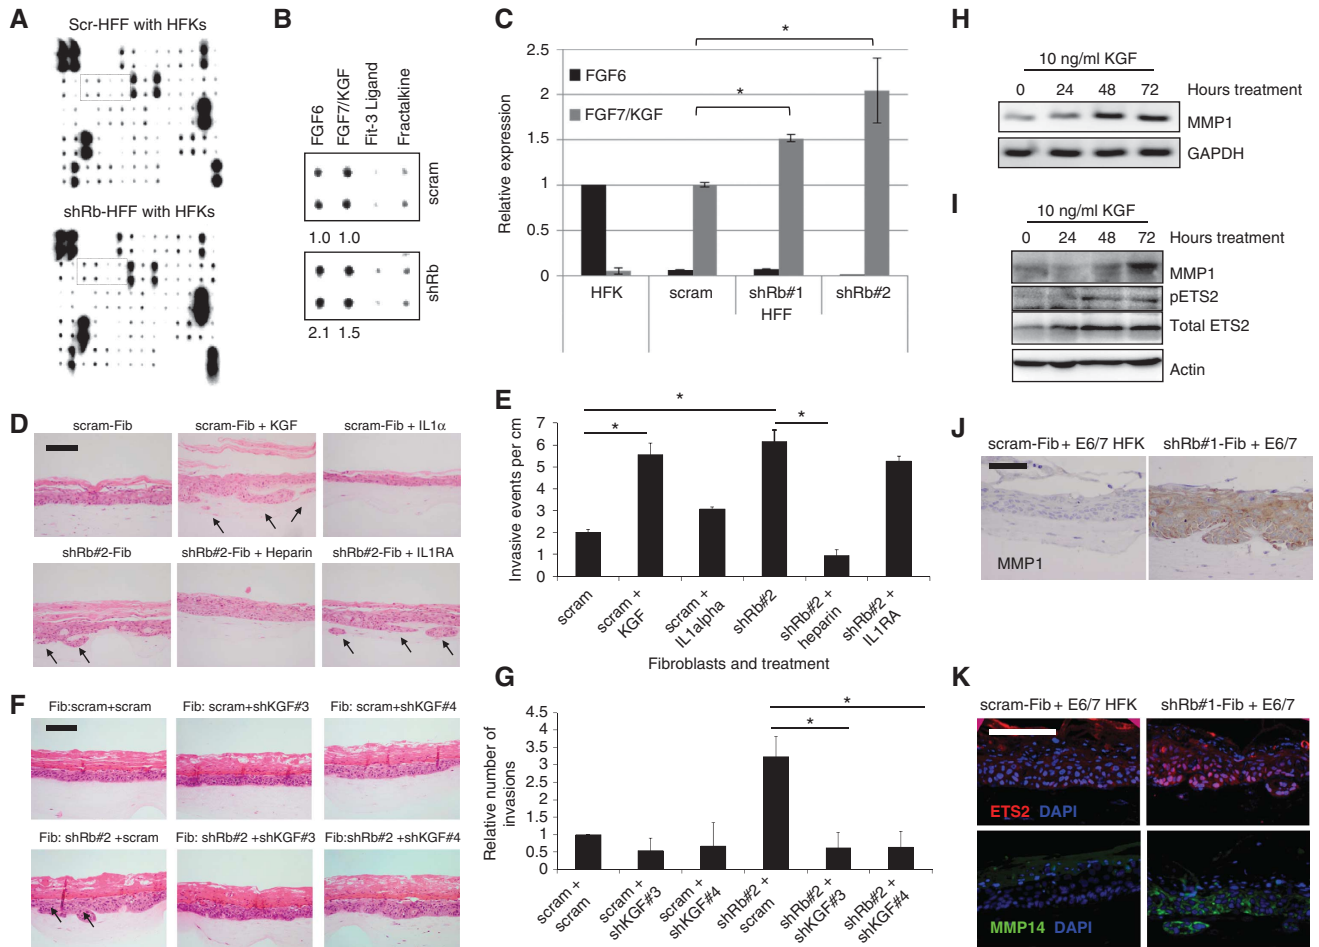 A
Scr-HFF with HFKs
shRb-HFF with HFKs
B
FGF6
FGF7/KGF
Fit-3 Ligand
Fractalkine
scram
1.0 1.0
shRb
2.1 1.5
C
Relative expression
2.5
2
1.5
1
0.5
0
FGF6
FGF7/KGF
*
*
HFK
scram
shRb#1
shRb#2
HFF
H
10 ng/ml KGF
0 24 48 72 Hours treatment
MMP1
GAPDH
I
10 ng/ml KGF
0 24 48 72 Hours treatment
MMP1
pETS2
Total ETS2
Actin
D
scram-Fib
scram-Fib + KGF
scram-Fib + IL1α
shRb#2-Fib
shRb#2-Fib + Heparin
shRb#2-Fib + IL1RA
E
Invasive events per cm
7
6
5
4
3
2
1
0
*
*
*
scram
scram +
KGF
scram +
IL1alpha
shRb#2
shRb#2 +
heparin
shRb#2 +
IL1RA
Fibroblasts and treatment
J
scram-Fib + E6/7 HFK
shRb#1-Fib + E6/7
MMP1
F
Fib:scram+scram
Fib: scram+shKGF#3
Fib: scram+shKGF#4
Fib: shRb#2 +scram
Fib: shRb#2 +shKGF#3
Fib:shRb#2 +shKGF#4
G
Relative number of
invasions
4.5
4
3.5
3
2.5
2
1.5
1
0.5
0
*
*
scram +
scram
scram +
shKGF#3
scram +
shKGF#4
shRb#2 +
scram
shRb#2 +
shKGF#3
shRb#2 +
shKGF#4
K
scram-Fib + E6/7 HFK
shRb#1-Fib + E6/7
ETS2 DAPI
MMP14 DAPI